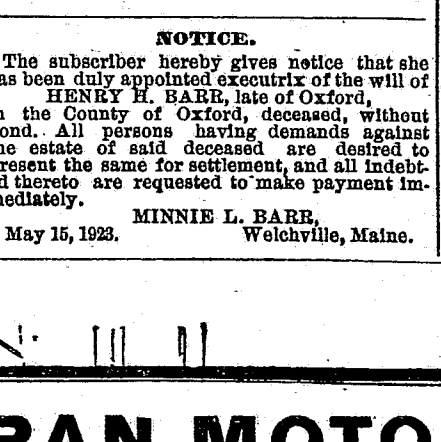 NOTICE.
The subscriber hereby gives notice that she
as been duly appointed executrix of the will of
HENRY H. BARR, late of Oxford,
n the County of Oxford, deceased, without
ond. All persons having demands against
he estate of said deceased are desired to
resent the same for settlement, and all indebt-
d thereto are requested to make payment im-
nediately.
MINNIE L. BARR,
May 15, 1923. Welchville, Maine.
RAN MOTO